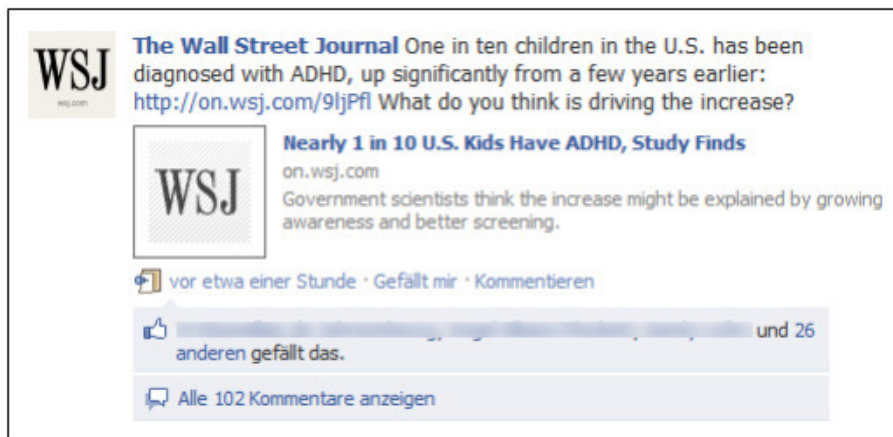 WSJ
wsj.com
The Wall Street Journal One in ten children in the U.S. has been
diagnosed with ADHD, up significantly from a few years earlier:
http://on.wsj.com/9ljPfl What do you think is driving the increase?
WSJ
Nearly 1 in 10 U.S. Kids Have ADHD, Study Finds
on.wsj.com
Government scientists think the increase might be explained by growing
awareness and better screening.
vor etwa einer Stunde · Gefällt mir · Kommentieren
und 26
anderen gefällt das.
Alle 102 Kommentare anzeigen